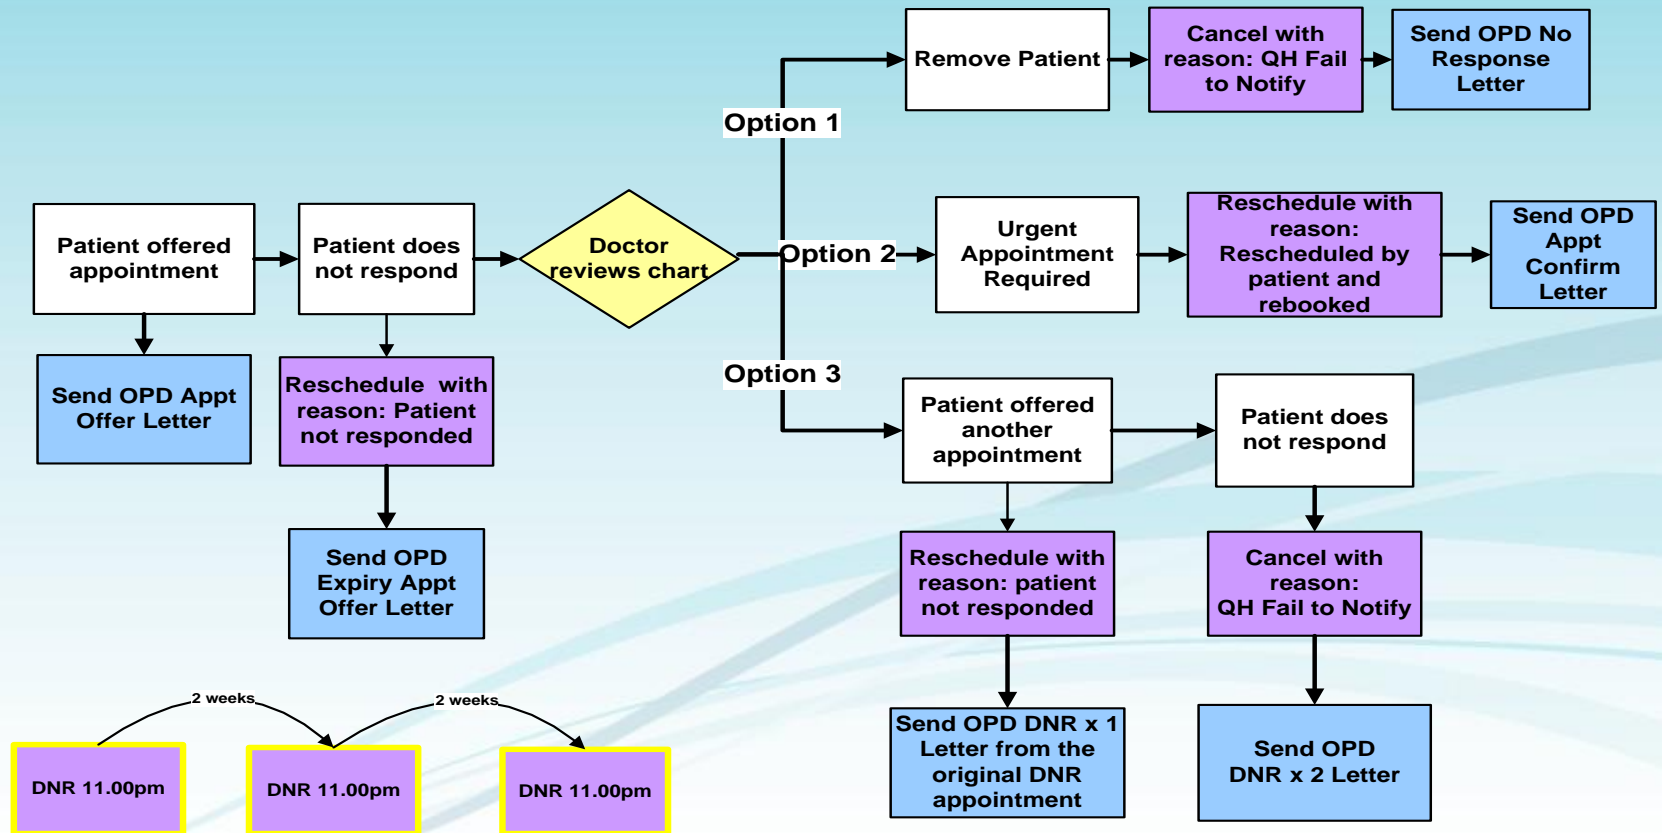 Remove Patient
Cancel with
reason: QH Fail
to Notify
Send OPD No
Response
Letter
Option 1
Patient offered
appointment
Patient does
not respond
Doctor
reviews chart
Option 2
Urgent
Appointment
Required
Reschedule with
reason:
Rescheduled by
patient and
rebooked
Send OPD
Appt
Confirm
Letter
Send OPD Appt
Offer Letter
Reschedule with
reason: Patient
not responded
Send OPD
Expiry Appt
Offer Letter
Option 3
Patient offered
another
appointment
Patient does
not respond
Reschedule with
reason: patient
not responded
Cancel with
reason:
QH Fail to Notify
Send OPD DNR x 1
Letter from the
original DNR
appointment
Send OPD
DNR x 2 Letter
2 weeks
2 weeks
DNR 11.00pm
DNR 11.00pm
DNR 11.00pm